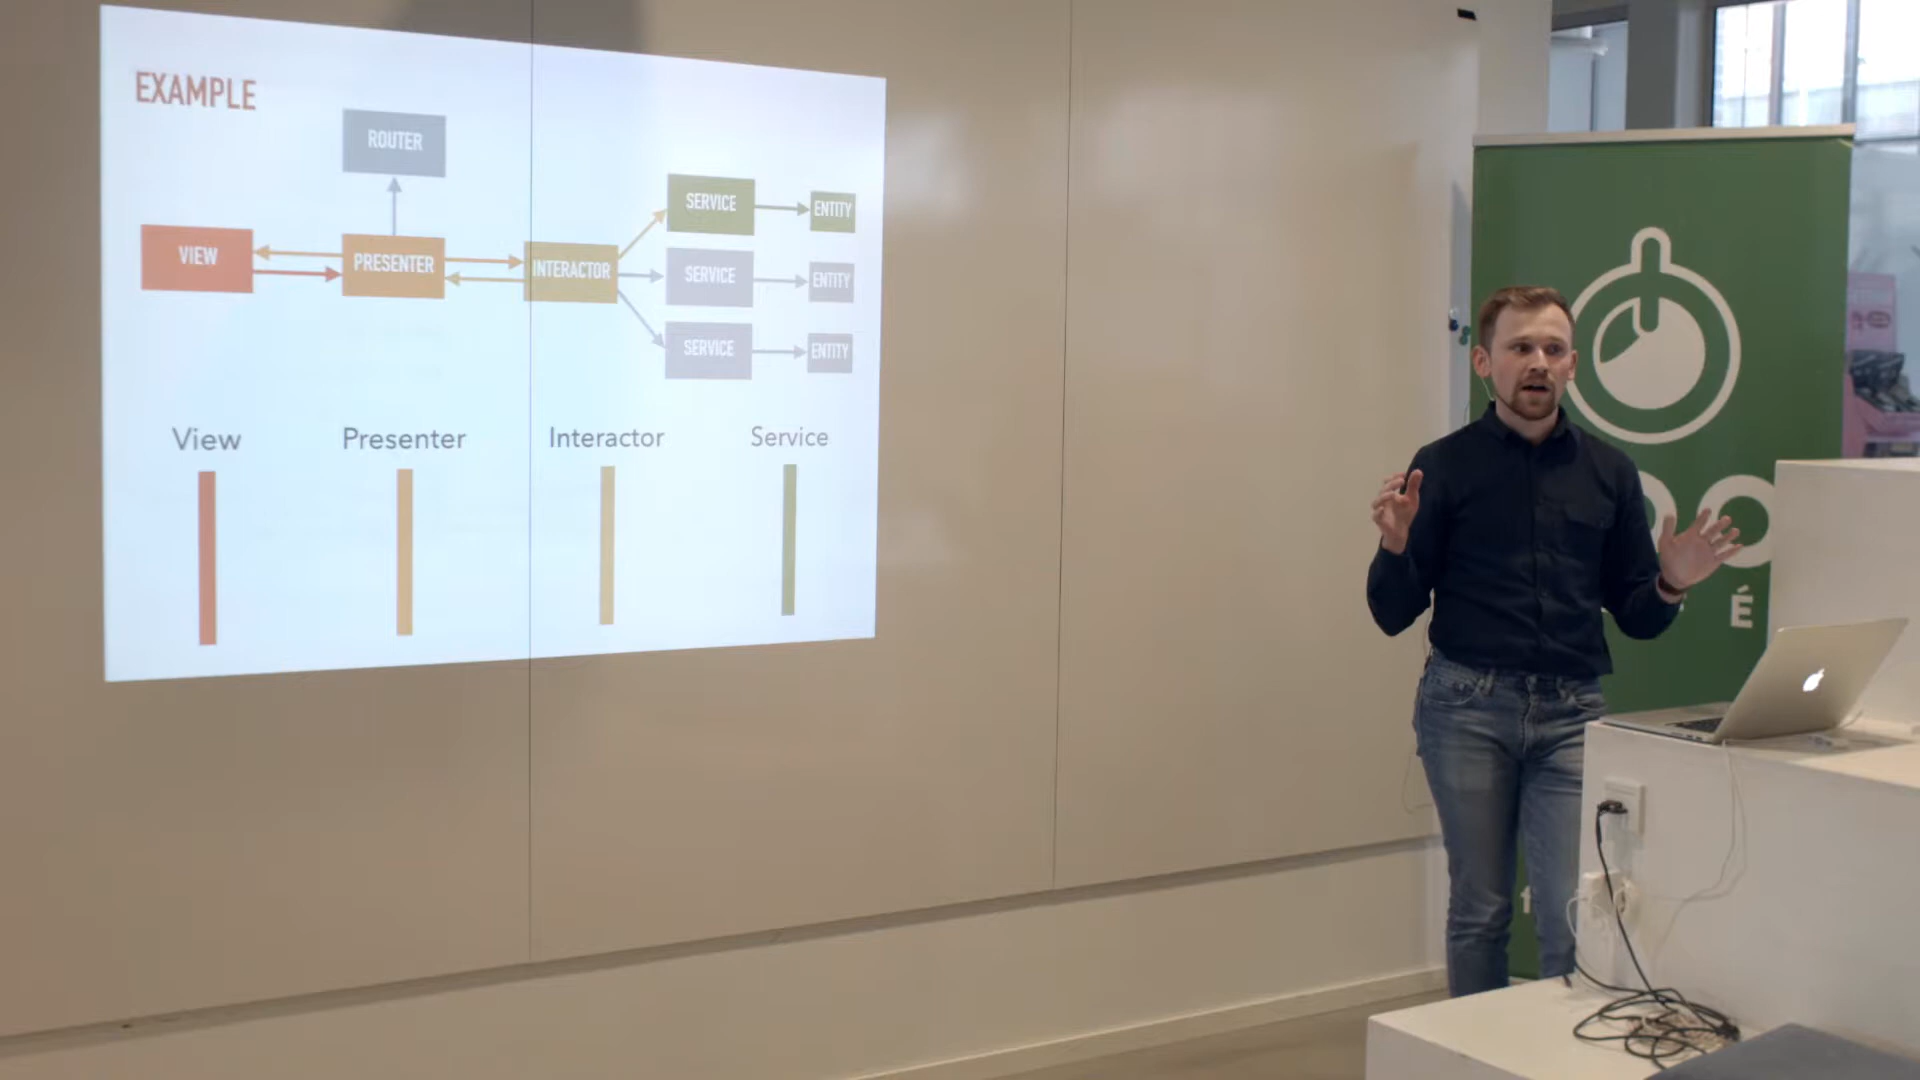 EXAMPLE
ROUTER
SERVICE
ENTITY
VIEW
PRESENTER
INTERACTOR
SERVICE
ENTITY
SERVICE
ENTITY
View
Presenter
Interactor
Service
É